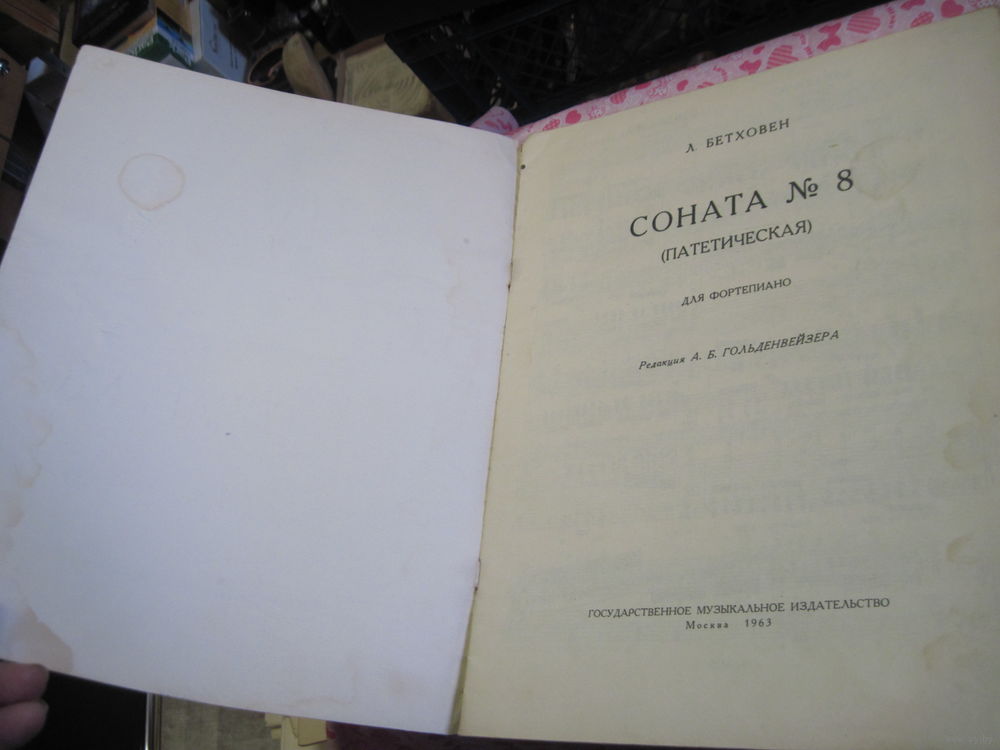 Л. БЕТХОВЕН
СОНАТА № 8
(ПАТЕТИЧЕСКАЯ)
ДЛЯ ФОРТЕПИАНО
Редакция А. Б. ГОЛЬДЕНВЕЙЗЕРА
ГОСУДАРСТВЕННОЕ МУЗЫКАЛЬНОЕ ИЗДАТЕЛЬСТВО
Москва 1963